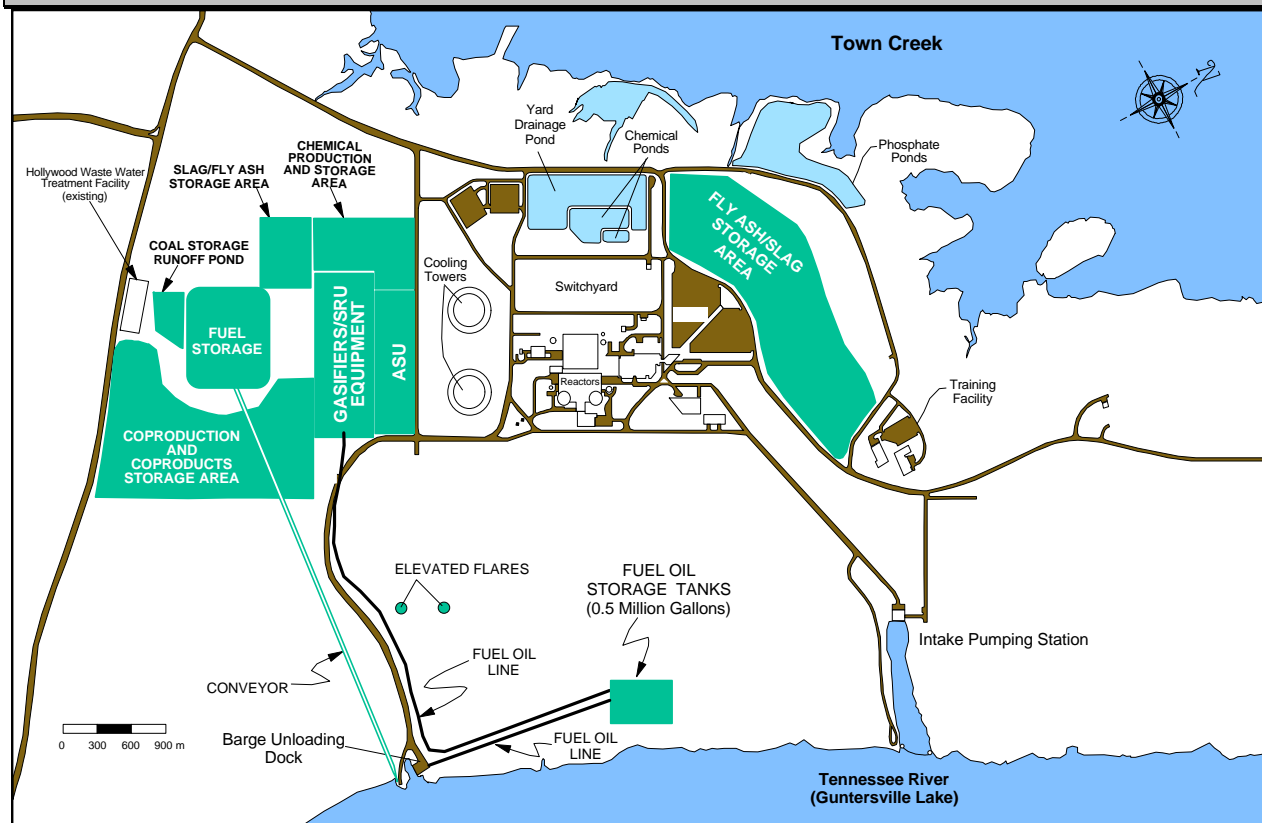 Town Creek
N
Yard
Drainage
Pond
Chemical
Ponds
Phosphate
Ponds
CHEMICAL
PRODUCTION
AND STORAGE
AREA
SLAG/FLY ASH
STORAGE AREA
Hollywood Waste Water
Treatment Facility
(existing)
COAL STORAGE
RUNOFF POND
FLY ASH/SLAG
STORAGE
AREA
Cooling
Towers
Switchyard
FUEL
STORAGE
GASIFIERS/SRU
EQUIPMENT
ASU
Reactors
Training
Facility
COPRODUCTION
AND
COPRODUCTS
STORAGE AREA
ELEVATED FLARES
FUEL OIL
STORAGE TANKS
(0.5 Million Gallons)
Intake Pumping Station
FUEL OIL
LINE
CONVEYOR
0 300 600 900 m
Barge Unloading
Dock
FUEL OIL
LINE
Tennessee River
(Guntersville Lake)